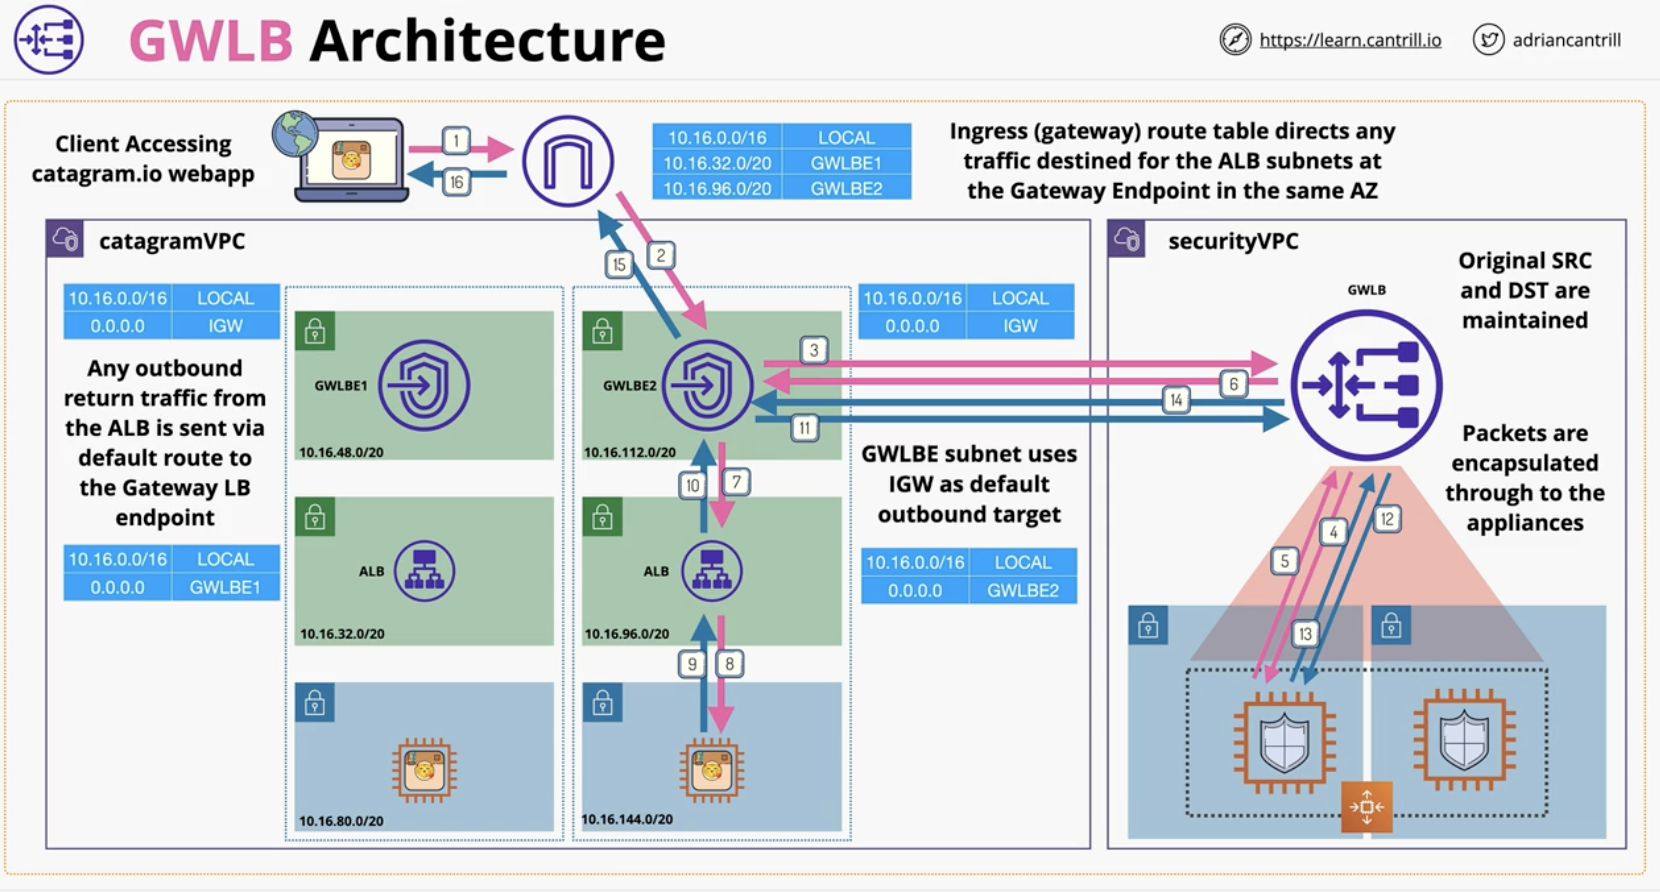 GWLB Architecture
https://learn.cantrill.io
adriancantrill
Client Accessing
catagram.io webapp
1
16
10.16.0.0/16 LOCAL
10.16.32.0/20 GWLBE1
10.16.96.0/20 GWLBE2
Ingress (gateway) route table directs any
traffic destined for the ALB subnets at
the Gateway Endpoint in the same AZ
catagramVPC
15
2
10.16.0.0/16 LOCAL
0.0.0.0 IGW
Any outbound
return traffic from
the ALB is sent via
default route to
the Gateway LB
endpoint
10.16.0.0/16 LOCAL
0.0.0.0 GWLBE1
GWLBE1
10.16.48.0/20
ALB
10.16.32.0/20
10.16.80.0/20
GWLBE2
10.16.112.0/20
10
7
ALB
10.16.96.0/20
9
8
10.16.144.0/20
10.16.0.0/16 LOCAL
0.0.0.0 IGW
3
6
14
11
GWLBE subnet uses
IGW as default
outbound target
10.16.0.0/16 LOCAL
0.0.0.0 GWLBE2
securityVPC
GWLB
Original SRC
and DST are
maintained
Packets are
encapsulated
through to the
appliances
4
12
5
13